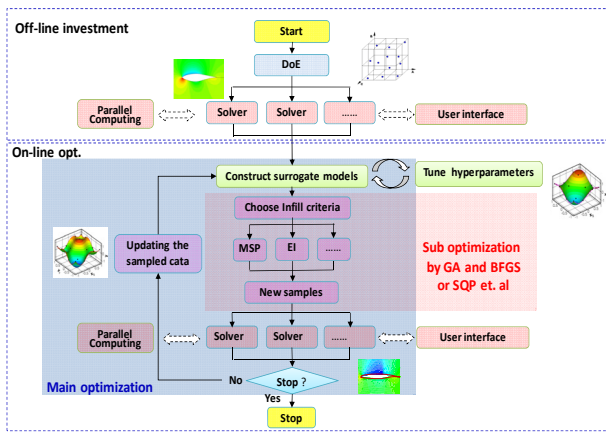 Off-line investment
Start
DoE
Parallel
Computing
Solver
Solver
......
User interface
On-line opt.
Construct surrogate models
Tune hyperparameters
Choose Infill criteria
Updating the
sampled cata
MSP
EI
......
Sub optimization
by GA and BFGS
or SQP et. al
New samples
Parallel
Computing
Solver
Solver
......
User interface
No
Stop ?
Main optimization
Yes
Stop